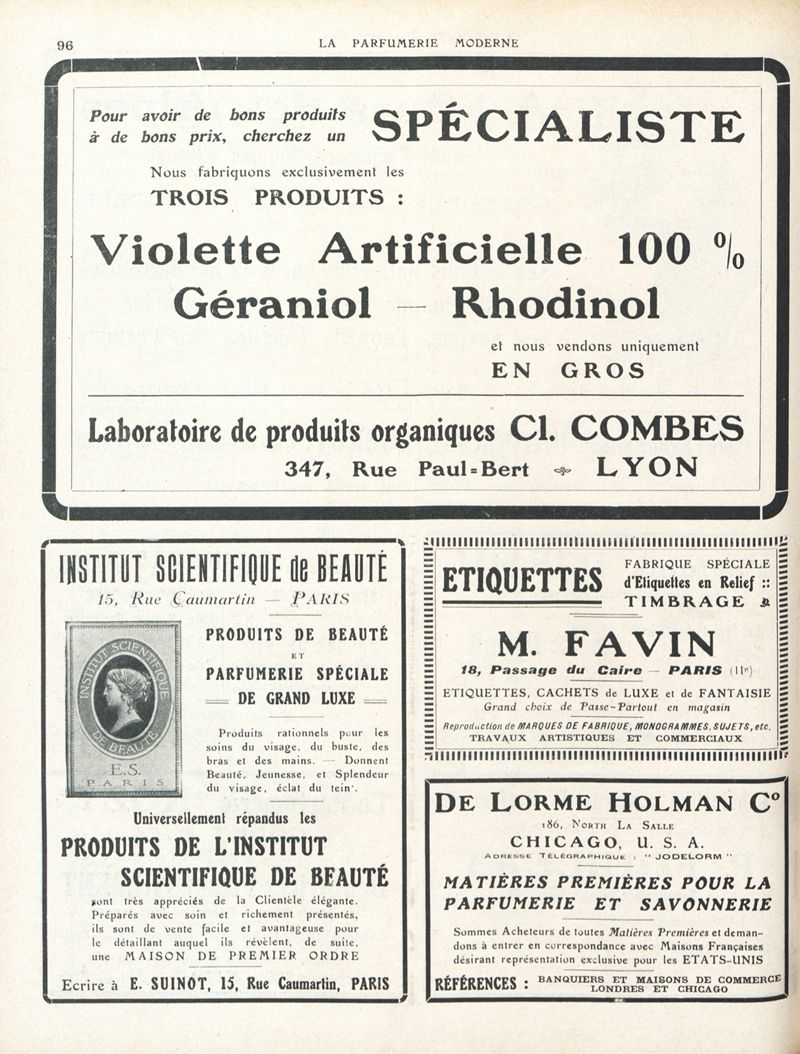 96
LA PARFUMERIE MODERNE
Pour avoir de bons produits
à de bons prix, cherchez un
SPÉCIALISTE
Nous fabriquons exclusivement les
TROIS PRODUITS :
Violette Artificielle 100 %
Géraniol — Rhodinol
et nous vendons uniquement
EN GROS
Laboratoire de produits organiques Cl. COMBES
347, Rue Paul=Bert LYON
INSTITUT SCIENTIFIQUE de BEAUTÉ
15, Rue Caumartin — PARIS
INSTITUT SCIENTIFIQUE
DE BEAUTÉ
E.S.
PARIS
PRODUITS DE BEAUTÉ
ET
PARFUMERIE SPÉCIALE
DE GRAND LUXE
Produits rationnels pour les
soins du visage, du buste, des
bras et des mains. — Donnent
Beauté, Jeunesse, et Splendeur
du visage, éclat du tein'.
Universellement répandus les
PRODUITS DE L'INSTITUT
SCIENTIFIQUE DE BEAUTÉ
sont très appréciés de la Clientèle élégante.
Préparés avec soin et richement présentés,
ils sont de vente facile et avantageuse pour
le détaillant auquel ils révèlent, de suite,
une MAISON DE PREMIER ORDRE
Ecrire à E. SUINOT, 15, Rue Caumartin, PARIS
ETIQUETTES
FABRIQUE SPÉCIALE
d'Etiquettes en Relief ::
TIMBRAGE
M. FAVIN
18, Passage du Caire — PARIS (IIe)
ETIQUETTES, CACHETS de LUXE et de FANTAISIE
Grand choix de Passe-Partout en magasin
Reproduction de MARQUES DE FABRIQUE, MONOGRAMMES, SUJETS, etc.
TRAVAUX ARTISTIQUES ET COMMERCIAUX
DE LORME HOLMAN Co
186, NORTH LA SALLE
CHICAGO, U. S. A.
ADRESSE TÉLÉGRAPHIQUE : " JODELORM "
MATIÈRES PREMIÈRES POUR LA
PARFUMERIE ET SAVONNERIE
Sommes Acheteurs de toutes Matières Premières et deman-
dons à entrer en correspondance avec Maisons Françaises
désirant représentation exclusive pour les ETATS-UNIS
RÉFÉRENCES : BANQUIERS ET MAISONS DE COMMERCE
LONDRES ET CHICAGO